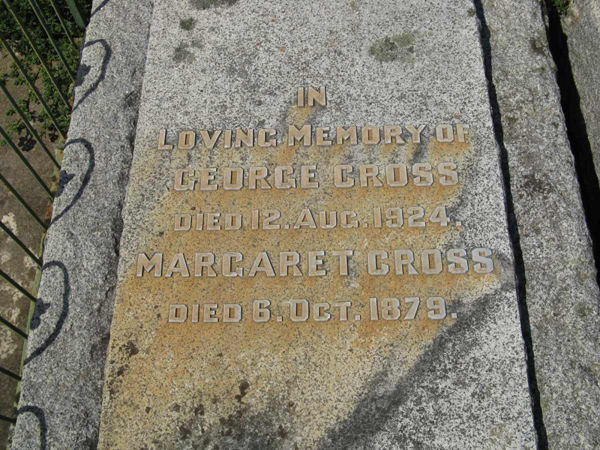 IN
LOVING MEMORY OF
GEORGE CROSS
DIED 12. AUG. 1924.
MARGARET CROSS
DIED 6. OCT. 1879.